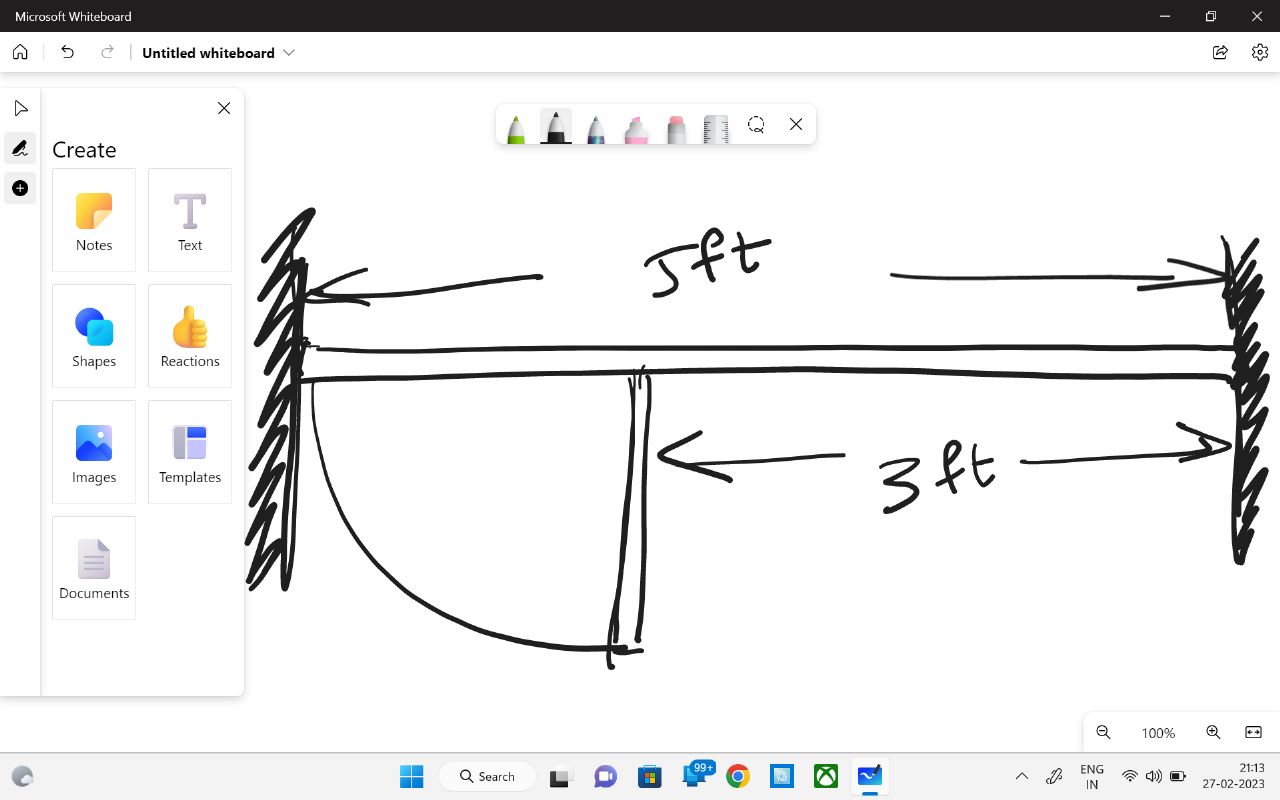 Microsoft Whiteboard
Untitled whiteboard
Create
Notes
Text
Shapes
Reactions
Images
Templates
Documents
5ft
3ft
100%
Search
99+
ENG
IN
21:13
27-02-2023